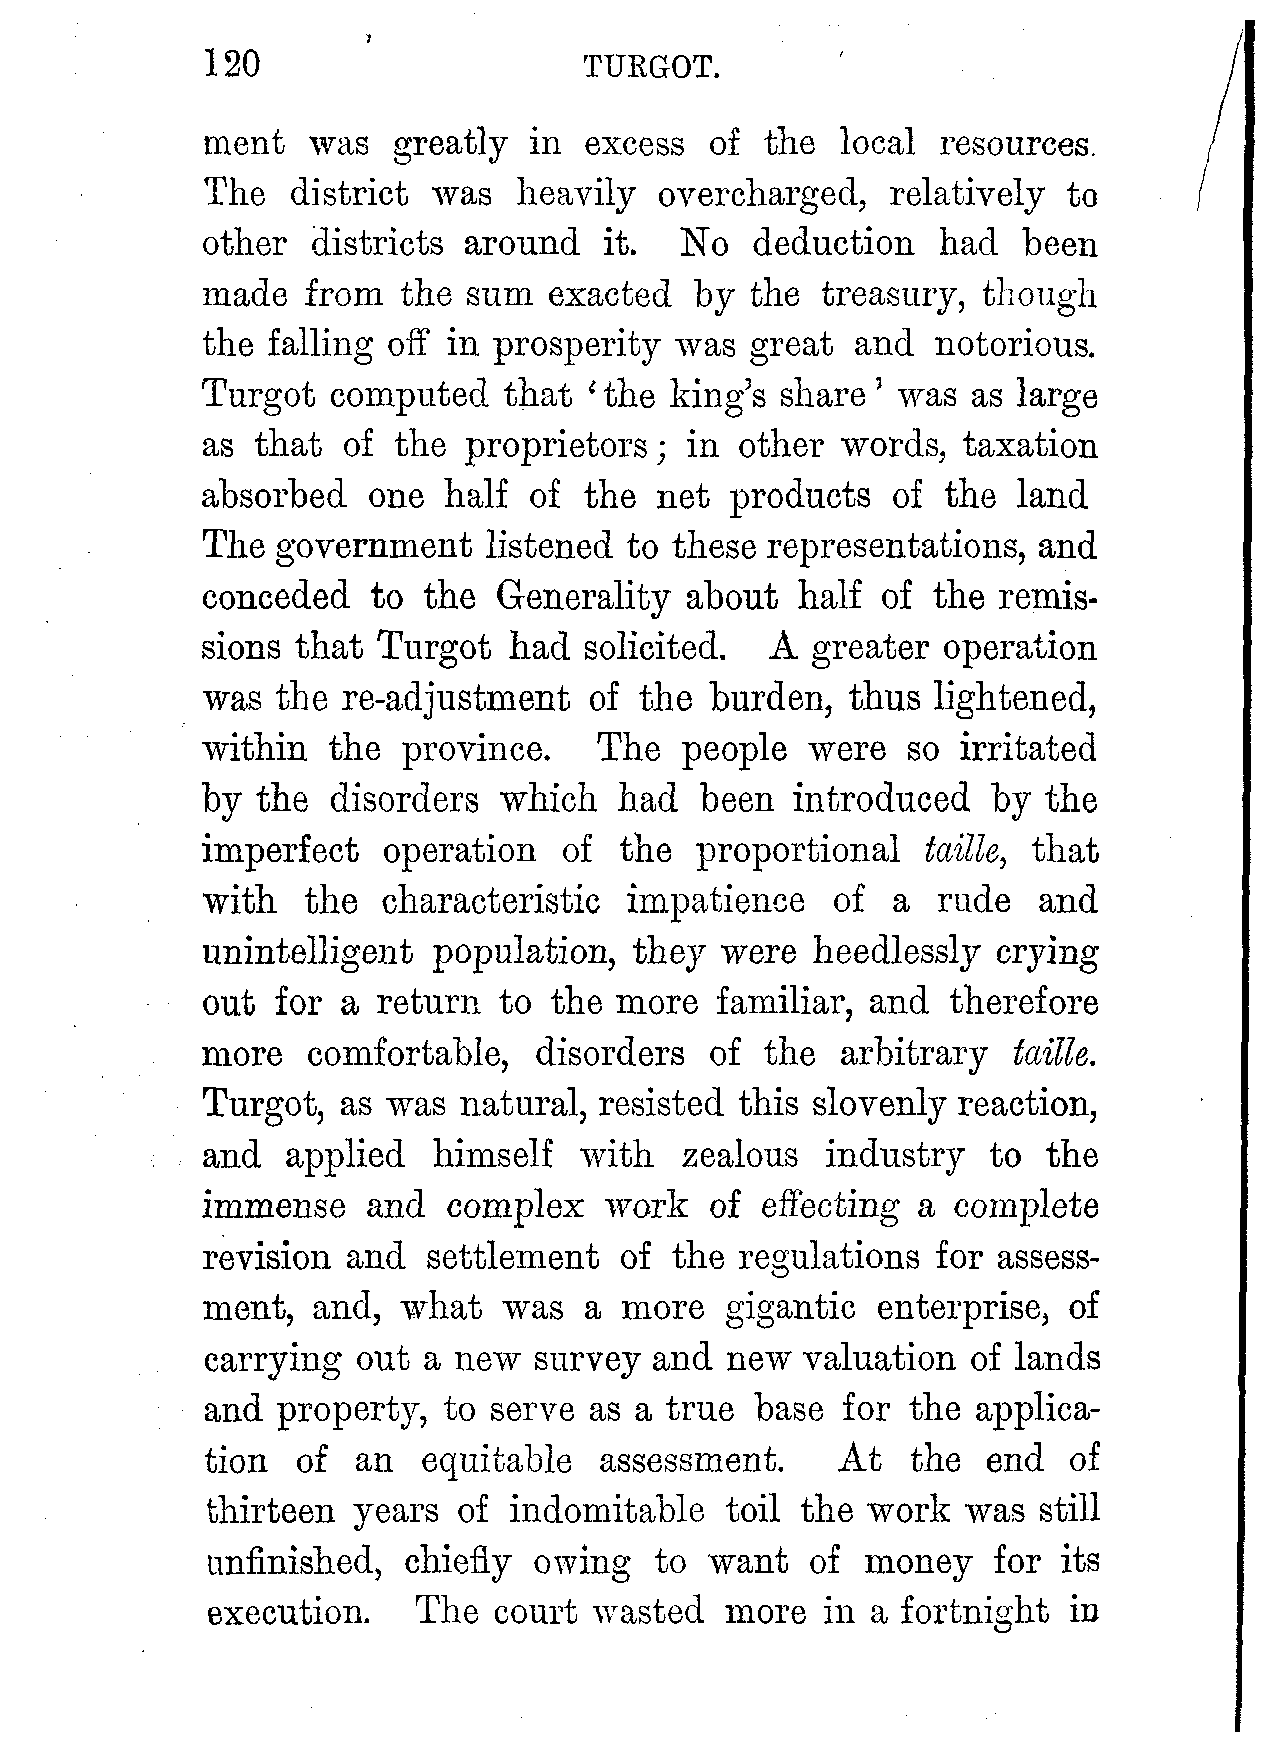 120 TURGOT.
ment was greatly in excess of the local resources.
The district was heavily overcharged, relatively to
other districts around it. No deduction had been
made from the sum exacted by the treasury, though
the falling off in prosperity was great and notorious.
Turgot computed that ‘the king’s share’ was as large
as that of the proprietors; in other words, taxation
absorbed one half of the net products of the land
The government listened to these representations, and
conceded to the Generality about half of the remis-
sions that Turgot had solicited. A greater operation
was the re-adjustment of the burden, thus lightened,
within the province. The people were so irritated
by the disorders which had been introduced by the
imperfect operation of the proportional taille, that
with the characteristic impatience of a rude and
unintelligent population, they were heedlessly crying
out for a return to the more familiar, and therefore
more comfortable, disorders of the arbitrary taille.
Turgot, as was natural, resisted this slovenly reaction,
and applied himself with zealous industry to the
immense and complex work of effecting a complete
revision and settlement of the regulations for assess-
ment, and, what was a more gigantic enterprise, of
carrying out a new survey and new valuation of lands
and property, to serve as a true base for the applica-
tion of an equitable assessment. At the end of
thirteen years of indomitable toil the work was still
unfinished, chiefly owing to want of money for its
execution. The court wasted more in a fortnight in